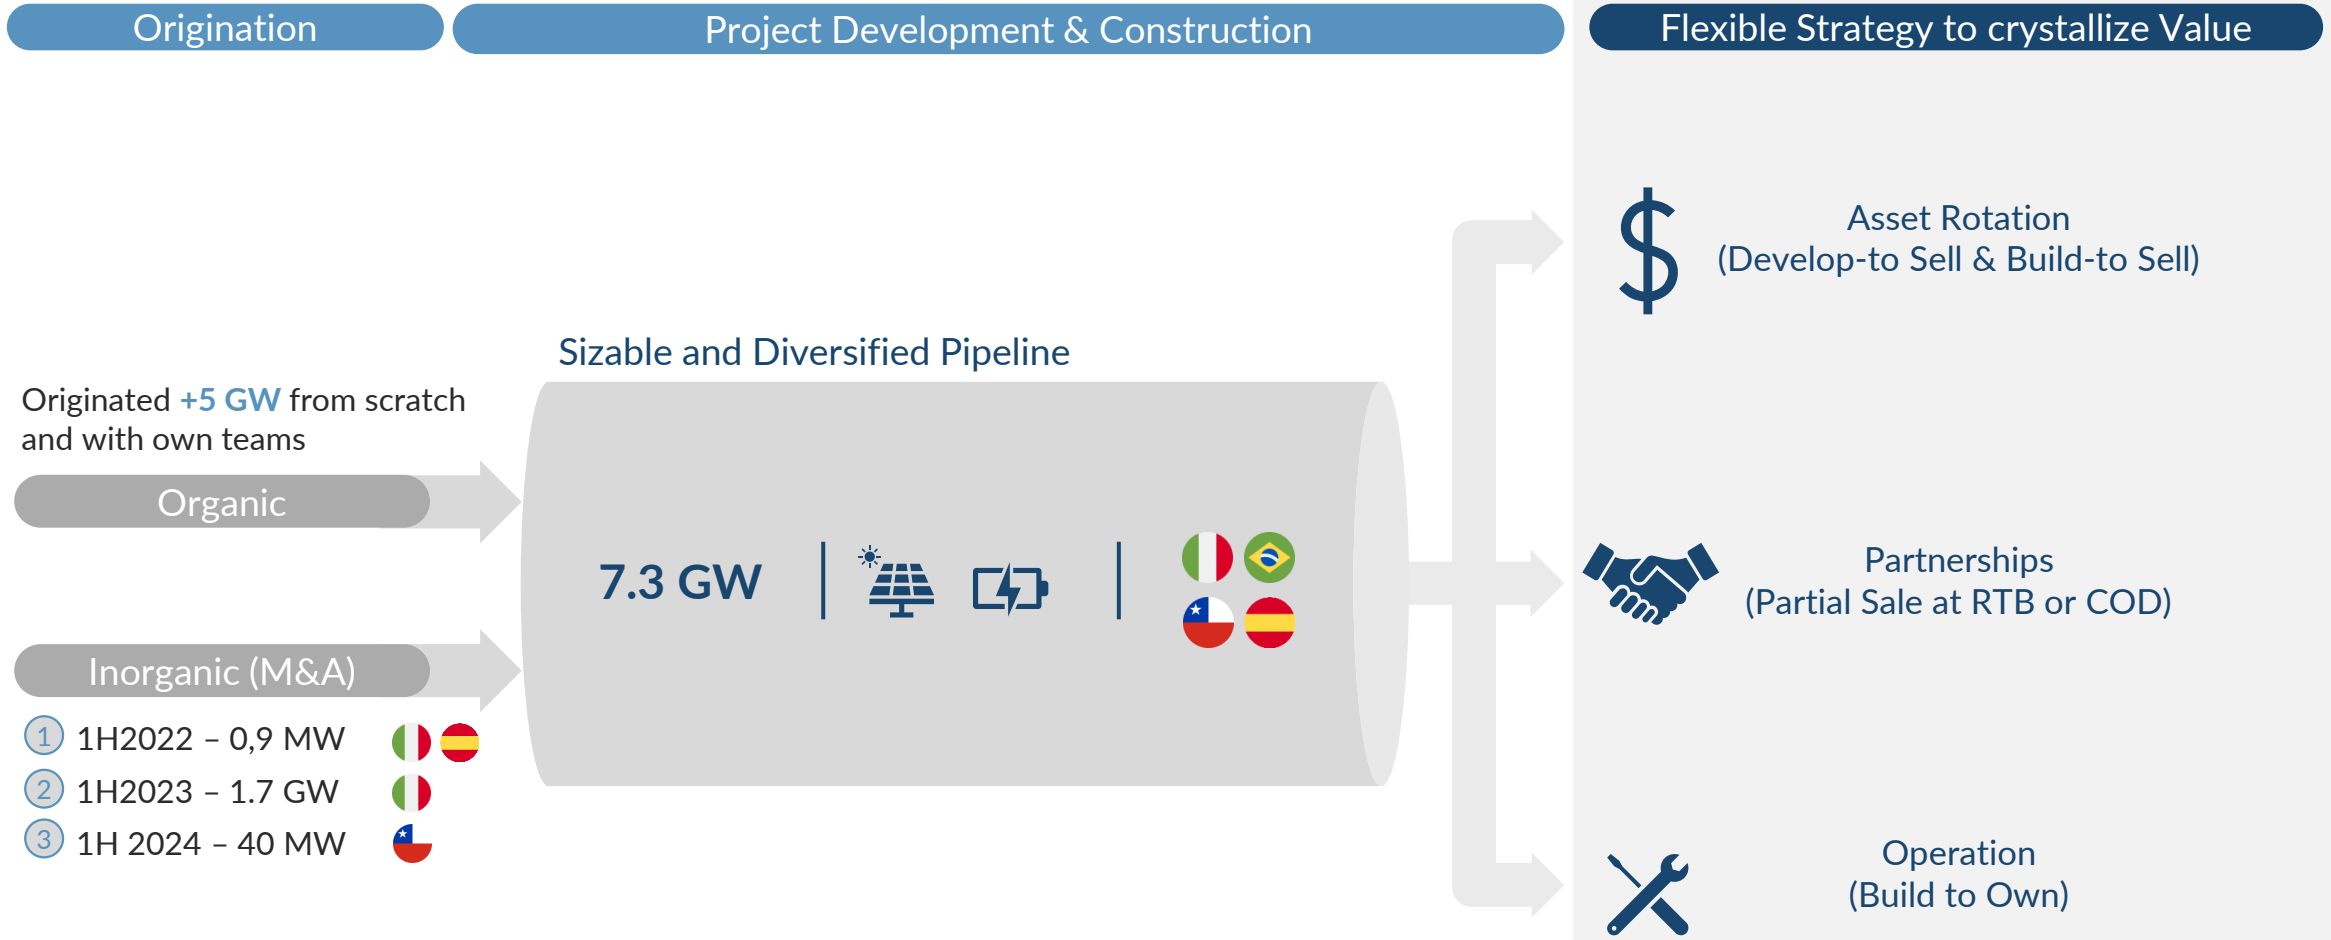 Origination
Project Development & Construction
Flexible Strategy to crystallize Value
Originated +5 GW from scratch
and with own teams
Organic
Inorganic (M&A)
1 1H2022 – 0,9 MW
2 1H2023 – 1.7 GW
3 1H 2024 – 40 MW
Sizable and Diversified Pipeline
7.3 GW
Asset Rotation
(Develop-to Sell & Build-to Sell)
Partnerships
(Partial Sale at RTB or COD)
Operation
(Build to Own)